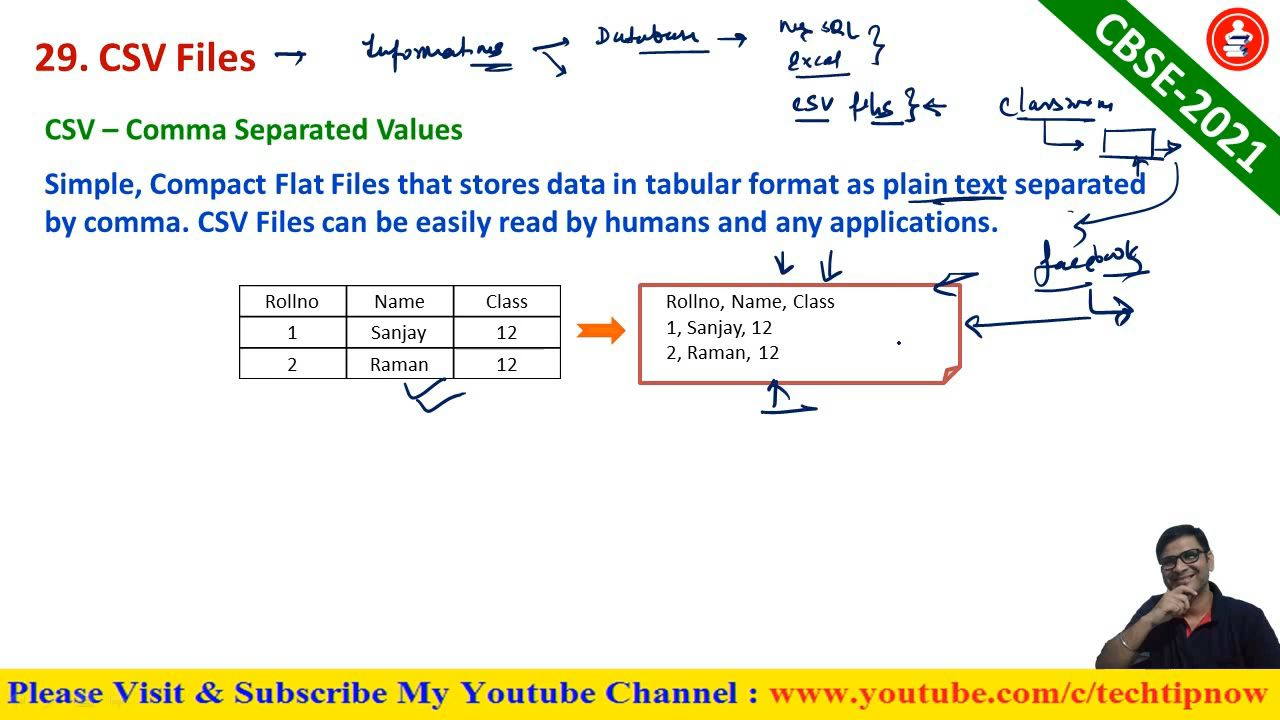 29. CSV Files
Informations
Database
My SQL
Excel
CSV files
Classroom
CBSE-2021
CSV – Comma Separated Values
Simple, Compact Flat Files that stores data in tabular format as plain text separated
by comma. CSV Files can be easily read by humans and any applications.
facebook
Rollno Name Class
1 Sanjay 12
2 Raman 12
Rollno, Name, Class
1, Sanjay, 12
2, Raman, 12
Please Visit & Subscribe My Youtube Channel : www.youtube.com/c/techtipnow